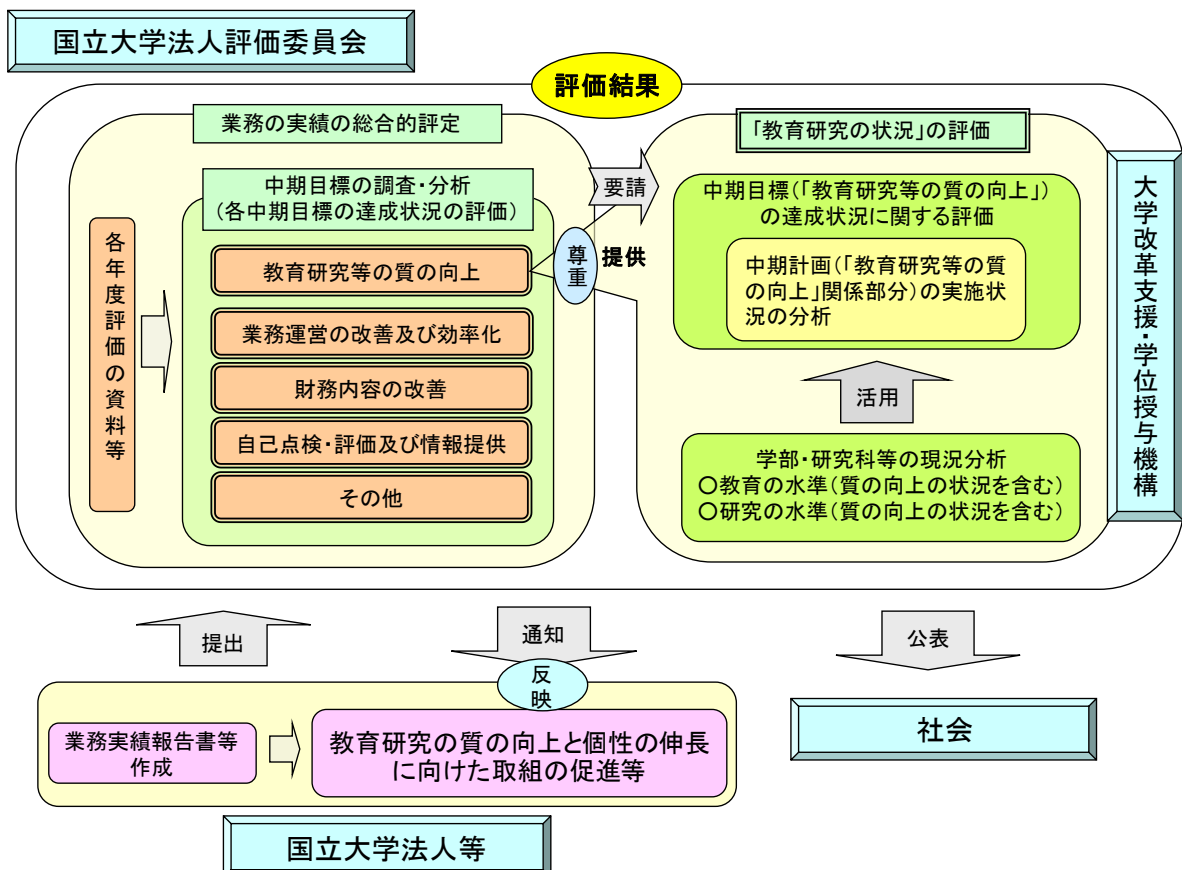 国立大学法人評価委員会
評価結果
業務の実績の総合的評定
中期目標の調査・分析
(各中期目標の達成状況の評価)
各年度評価の資料等
教育研究等の質の向上
業務運営の改善及び効率化
財務内容の改善
自己点検・評価及び情報提供
その他
要請
尊重
提供
「教育研究の状況」の評価
中期目標(「教育研究等の質の向上」)
の達成状況に関する評価
中期計画(「教育研究等の質
の向上」関係部分)の実施状
況の分析
活用
学部・研究科等の現況分析
○教育の水準(質の向上の状況を含む)
○研究の水準(質の向上の状況を含む)
大学改革支援・学位授与機構
提出
通知
公表
反
映
業務実績報告書等
作成
教育研究の質の向上と個性の伸長
に向けた取組の促進等
社会
国立大学法人等